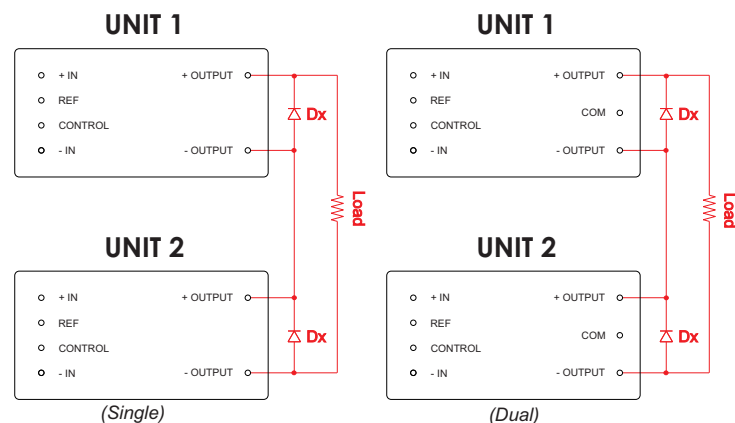 UNIT 1
+ IN
+ OUTPUT
REF
Dx
CONTROL
- IN
- OUTPUT
Load
UNIT 2
+ IN
+ OUTPUT
REF
Dx
CONTROL
- IN
- OUTPUT
(Single)
UNIT 1
+ IN
+ OUTPUT
REF
COM
Dx
CONTROL
- IN
- OUTPUT
Load
UNIT 2
+ IN
+ OUTPUT
REF
COM
Dx
CONTROL
- IN
- OUTPUT
(Dual)